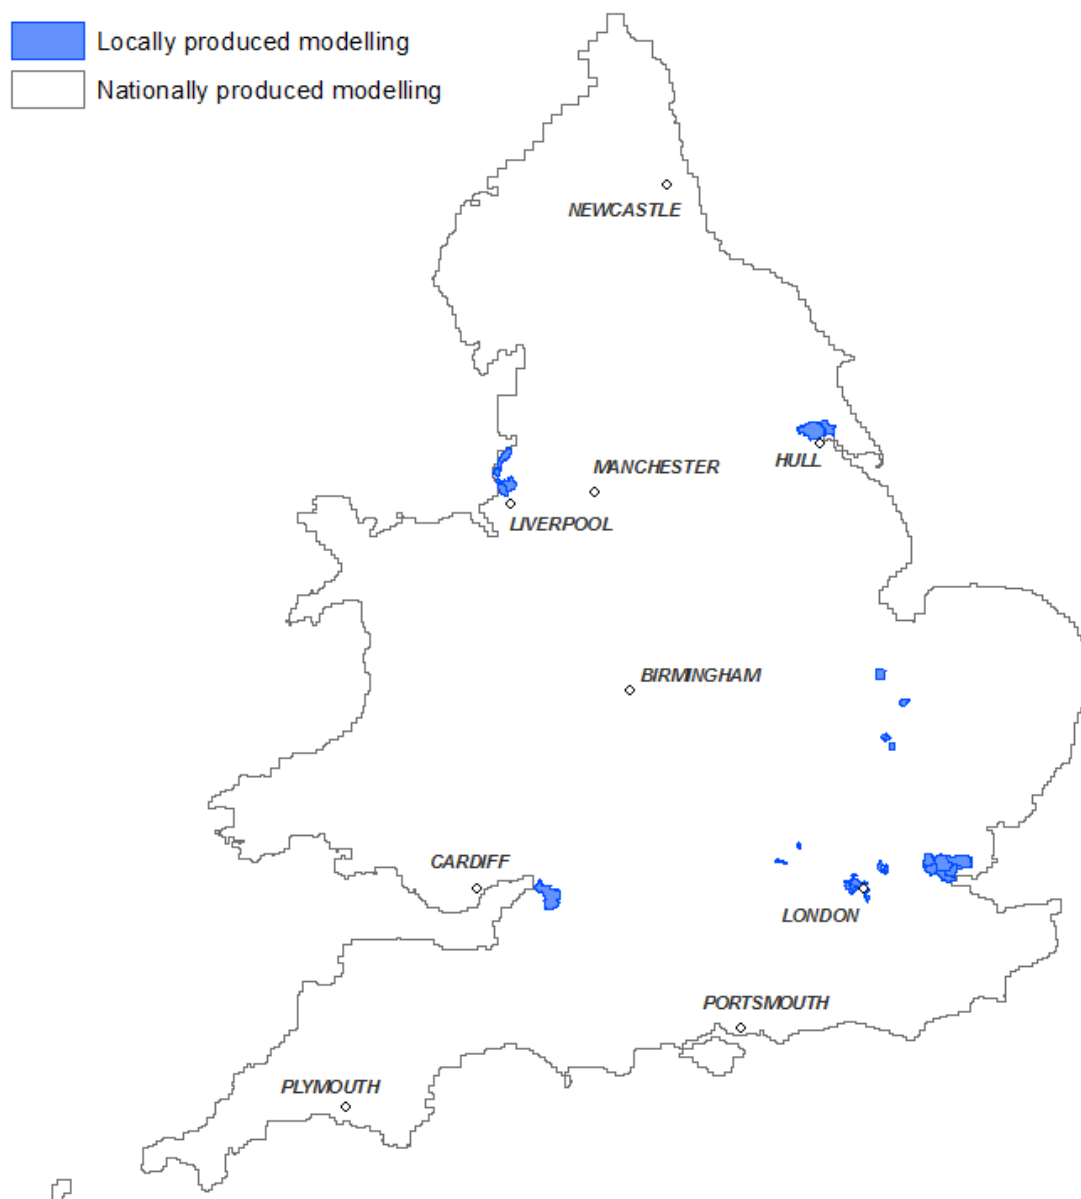 Locally produced modelling
Nationally produced modelling
NEWCASTLE
HULL
MANCHESTER
LIVERPOOL
BIRMINGHAM
CARDIFF
LONDON
PORTSMOUTH
PLYMOUTH